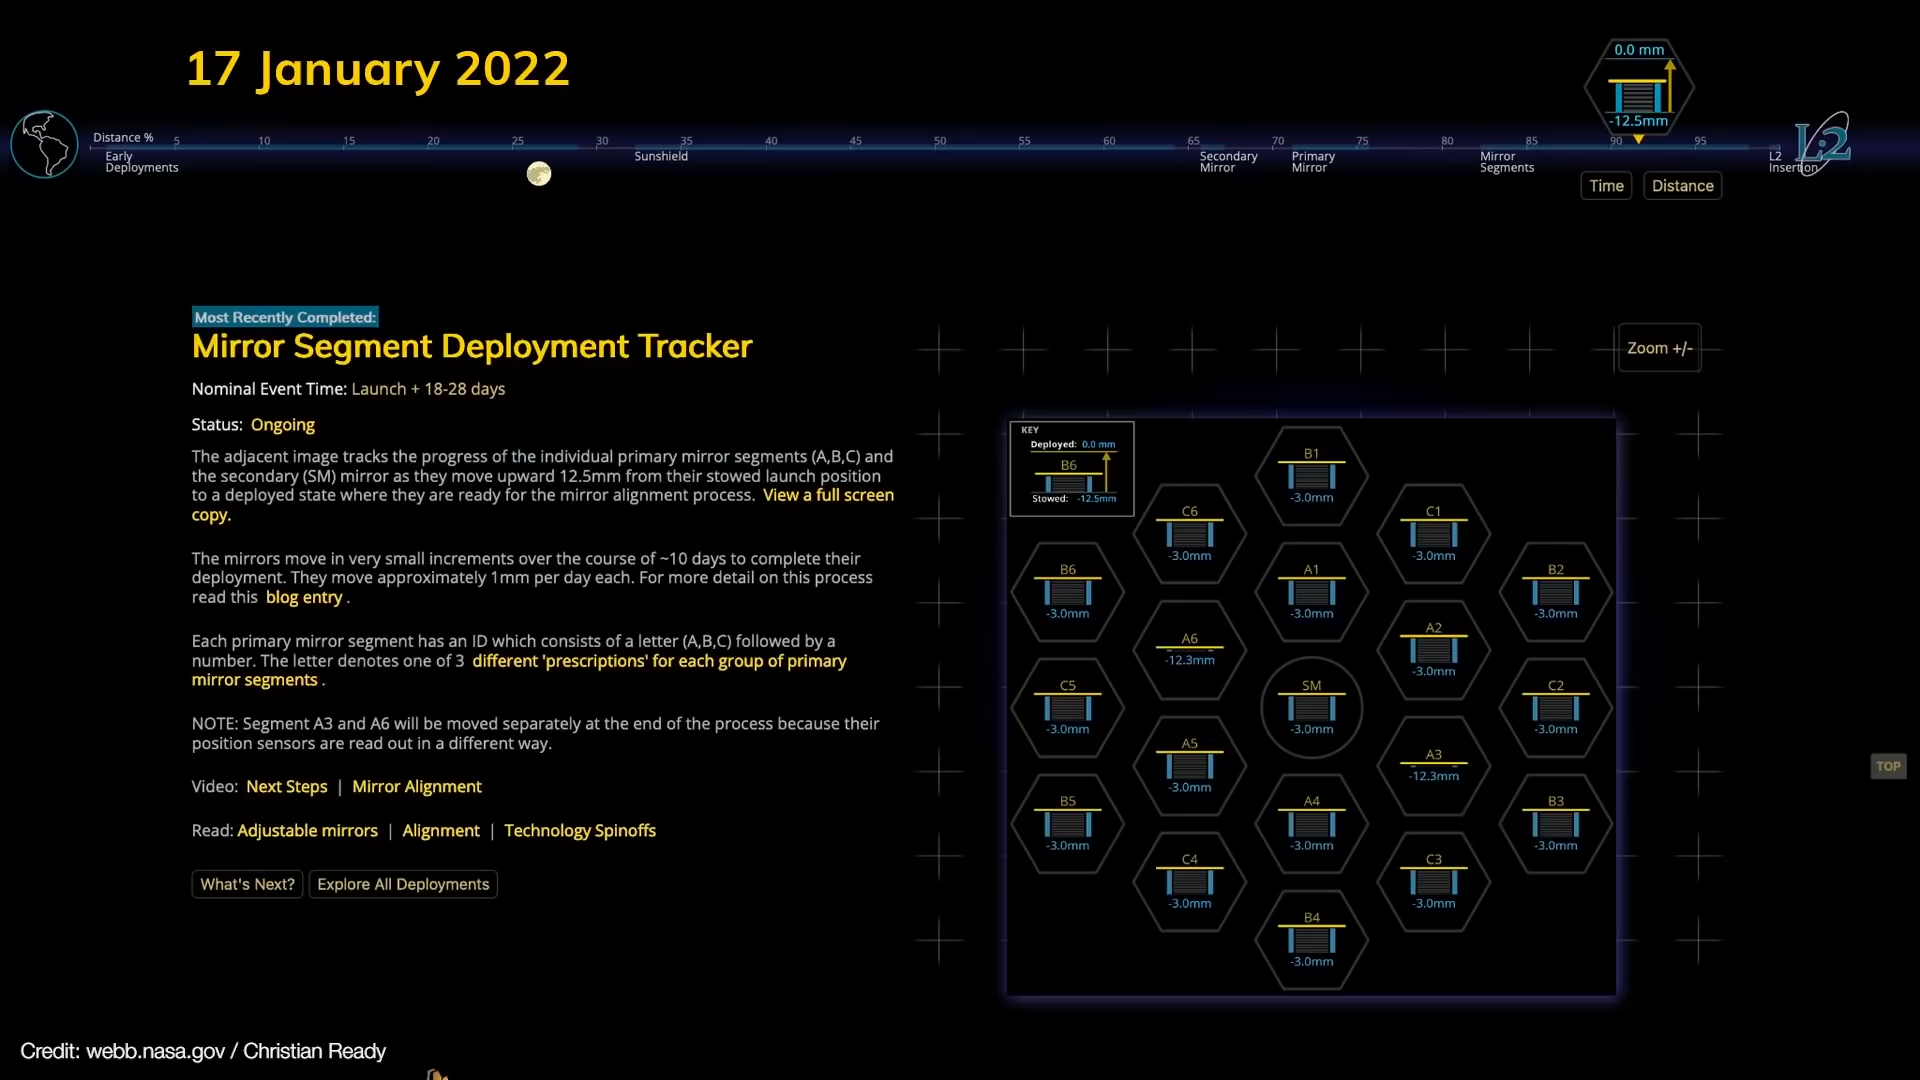 17 January 2022
0.0 mm
-12.5mm
Distance %
5 10 15 20 25 30 35 40 45 50 55 60 65 70 75 80 85 90 95
Early
Deployments
Sunshield
Secondary
Mirror
Primary
Mirror
Mirror
Segments
L2
Insertion
L2
Time
Distance
Most Recently Completed:
Mirror Segment Deployment Tracker
Nominal Event Time: Launch + 18-28 days
Status: Ongoing
The adjacent image tracks the progress of the individual primary mirror segments (A,B,C) and
the secondary (SM) mirror as they move upward 12.5mm from their stowed launch position
to a deployed state where they are ready for the mirror alignment process. View a full screen
copy.
The mirrors move in very small increments over the course of ~10 days to complete their
deployment. They move approximately 1mm per day each. For more detail on this process
read this blog entry .
Each primary mirror segment has an ID which consists of a letter (A,B,C) followed by a
number. The letter denotes one of 3 different 'prescriptions' for each group of primary
mirror segments .
NOTE: Segment A3 and A6 will be moved separately at the end of the process because their
position sensors are read out in a different way.
Video: Next Steps | Mirror Alignment
Read: Adjustable mirrors | Alignment | Technology Spinoffs
What's Next?
Explore All Deployments
Zoom +/-
KEY
Deployed: 0.0 mm
B6
Stowed: -12.5mm
B1
-3.0mm
C6
-3.0mm
C1
-3.0mm
B6
-3.0mm
A1
-3.0mm
B2
-3.0mm
A6
-12.3mm
A2
-3.0mm
C5
-3.0mm
SM
-3.0mm
C2
-3.0mm
A5
-3.0mm
A3
-12.3mm
B5
-3.0mm
A4
-3.0mm
B3
-3.0mm
C4
-3.0mm
C3
-3.0mm
B4
-3.0mm
TOP
Credit: webb.nasa.gov / Christian Ready